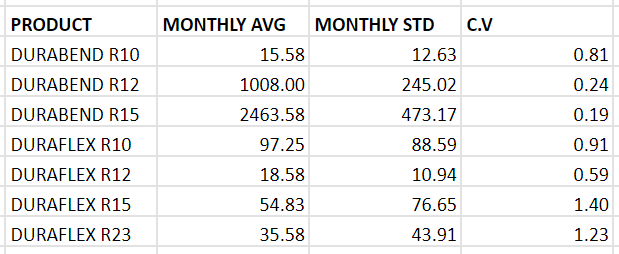 PRODUCT MONTHLY AVG MONTHLY STD C.V
DURABEND R10 15.58 12.63 0.81
DURABEND R12 1008.00 245.02 0.24
DURABEND R15 2463.58 473.17 0.19
DURAFLEX R10 97.25 88.59 0.91
DURAFLEX R12 18.58 10.94 0.59
DURAFLEX R15 54.83 76.65 1.40
DURAFLEX R23 35.58 43.91 1.23